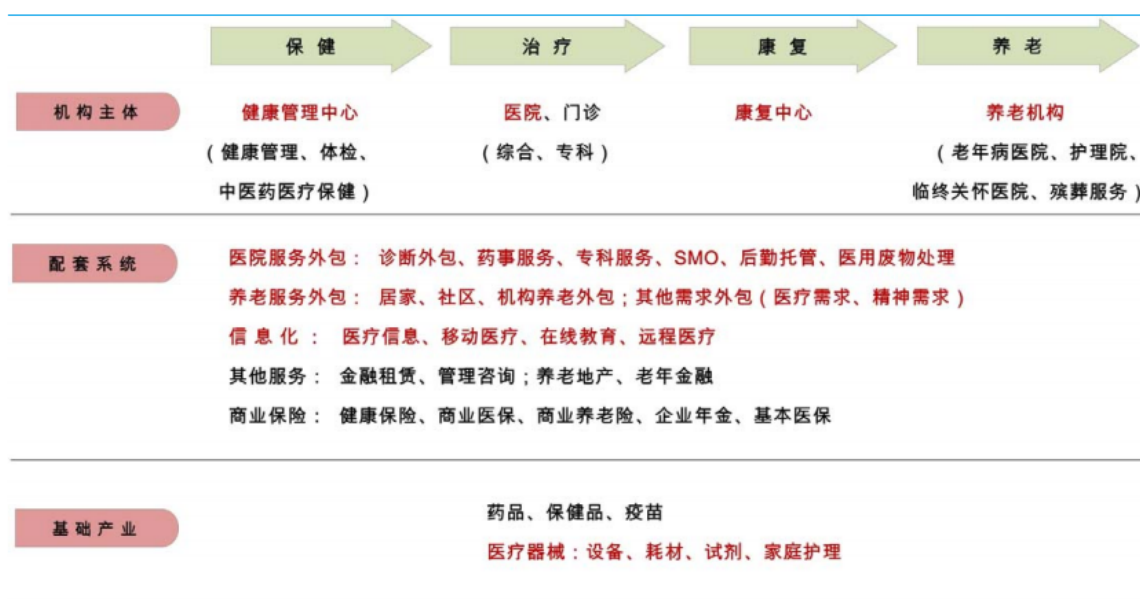 保 健 治 疗 康 复 养 老
机 构 主 体 健康管理中心 医院、门诊 康复中心 养老机构
（健康管理、体检、 （综合、专科） （老年病医院、护理院、
中医药医疗保健） 临终关怀医院、殡葬服务）
配 套 系 统 医院服务外包： 诊断外包、药事服务、专科服务、SMO、后勤托管、医用废物处理
养老服务外包： 居家、社区、机构养老外包；其他需求外包（医疗需求、精神需求）
信 息 化 ： 医疗信息、移动医疗、在线教育、远程医疗
其他服务： 金融租赁、管理咨询；养老地产、老年金融
商业保险： 健康保险、商业医保、商业养老险、企业年金、基本医保
药品、保健品、疫苗
基 础 产 业
医疗器械：设备、耗材、试剂、家庭护理